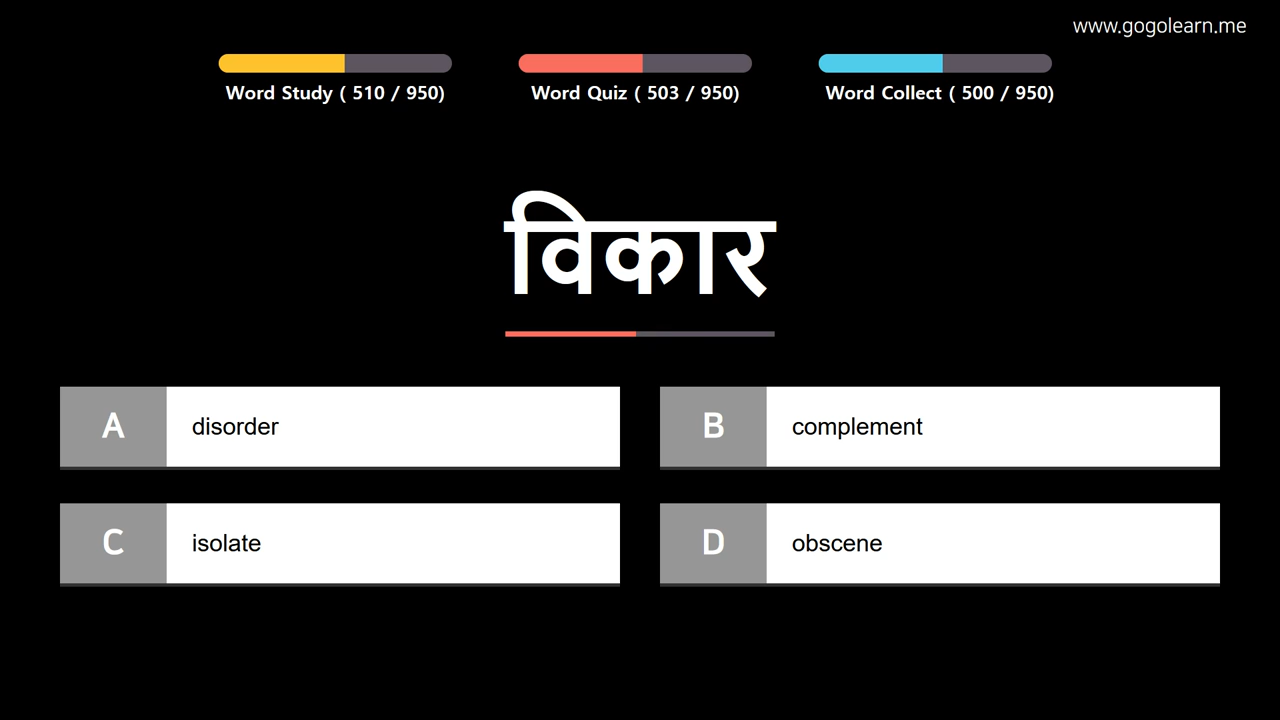 www.gogolearn.me
Word Study ( 510 / 950)
Word Quiz ( 503 / 950)
Word Collect ( 500 / 950)
विकार
A disorder
B complement
C isolate
D obscene